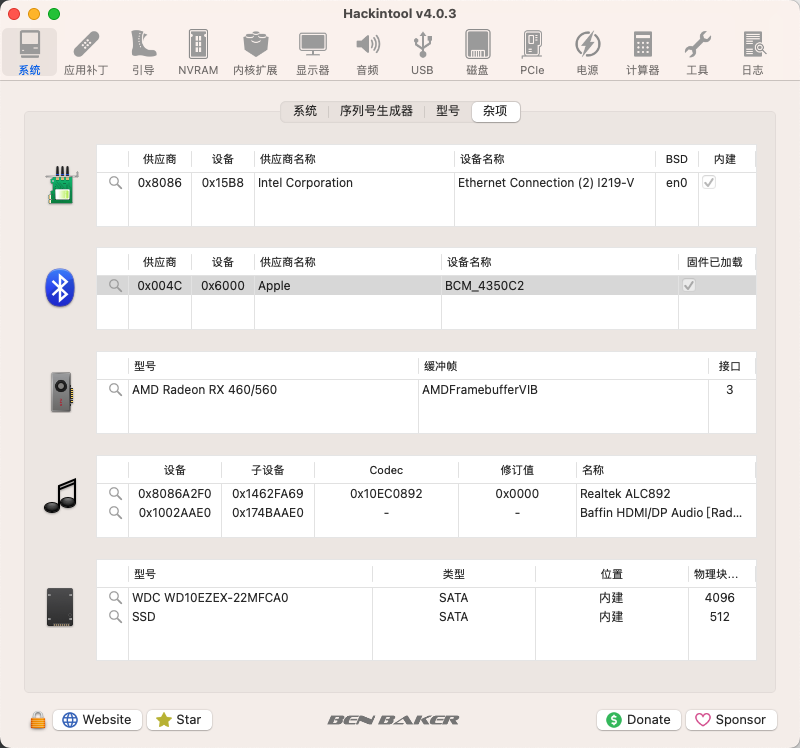 Hackintool v4.0.3
系统 应用补丁 引导 NVRAM 内核扩展 显示器 音频 USB 磁盘 PCIe 电源 计算器 工具 日志
系统 序列号生成器 型号 杂项
供应商 设备 供应商名称 设备名称 BSD 内建
0x8086 0x15B8 Intel Corporation Ethernet Connection (2) I219-V en0
供应商 设备 供应商名称 设备名称 固件已加载
0x004C 0x6000 Apple BCM_4350C2
型号 缓冲帧 接口
AMD Radeon RX 460/560 AMDFramebufferVIB 3
设备 子设备 Codec 修订值 名称
0x8086A2F0 0x1462FA69 0x10EC0892 0x0000 Realtek ALC892
0x1002AAE0 0x174BAAE0 - - Baffin HDMI/DP Audio [Rad...
型号 类型 位置 物理块...
WDC WD10EZEX-22MFCA0 SATA 内建 4096
SSD SATA 内建 512
Website Star BEN BAKER Donate Sponsor